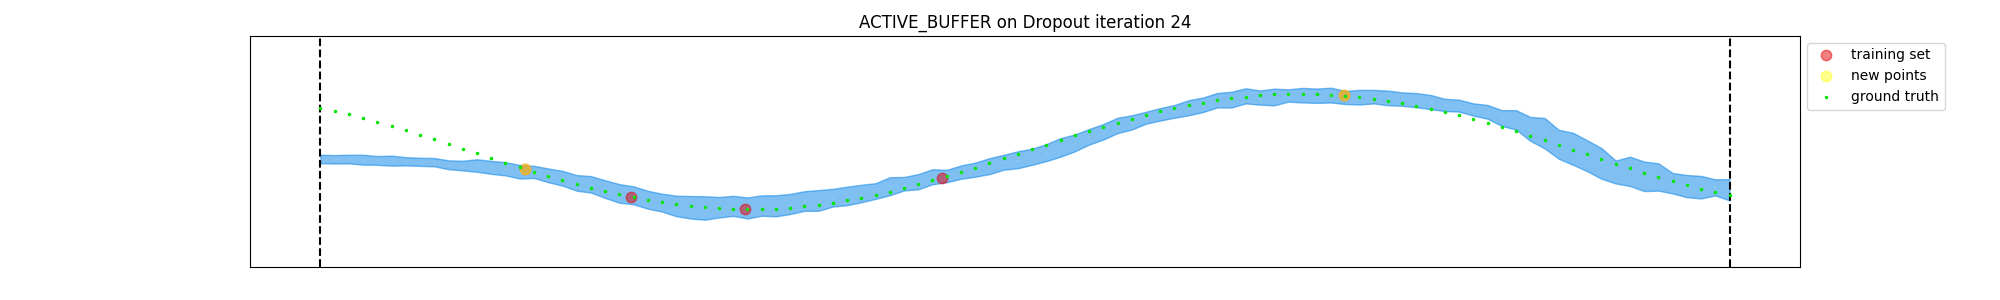 ACTIVE_BUFFER on Dropout iteration 24
training set
new points
ground truth